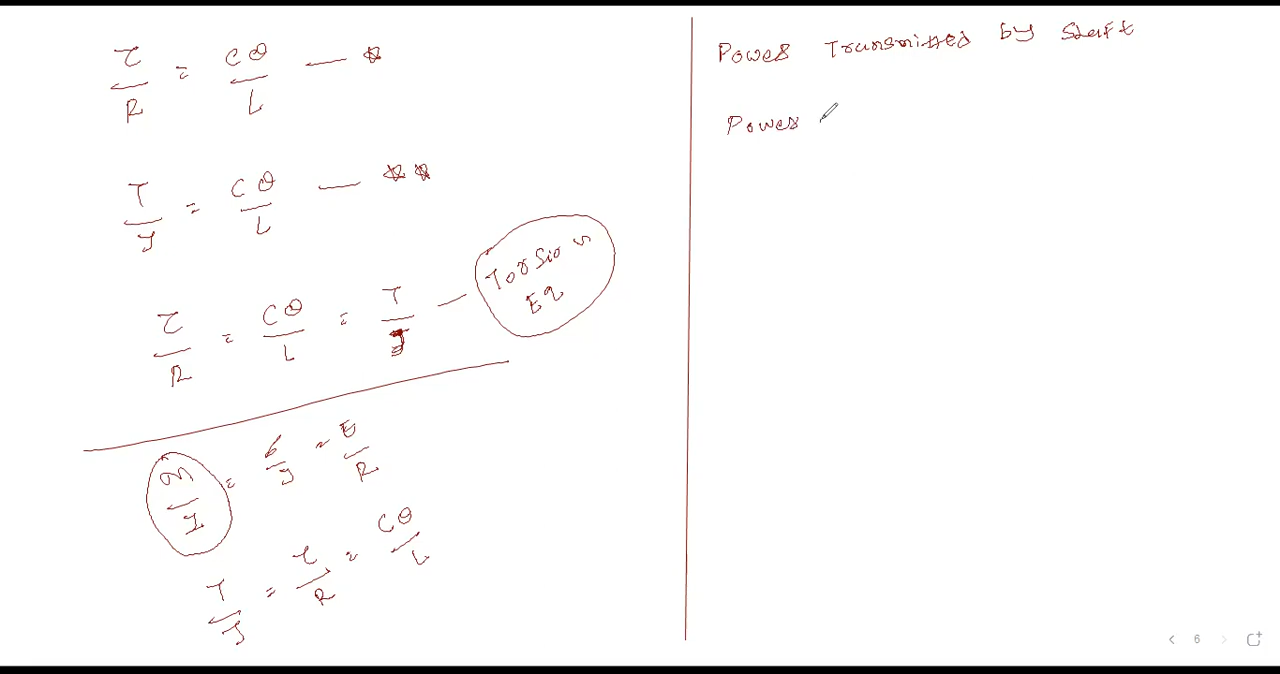 τ/R = Cθ/L — *
T/J = Cθ/L — **
τ/R = Cθ/L = T/J — Torsion Eq
M/I = σ/y = E/R
T/J = τ/R = Cθ/L
Power Transmitted by Shaft
Power
6